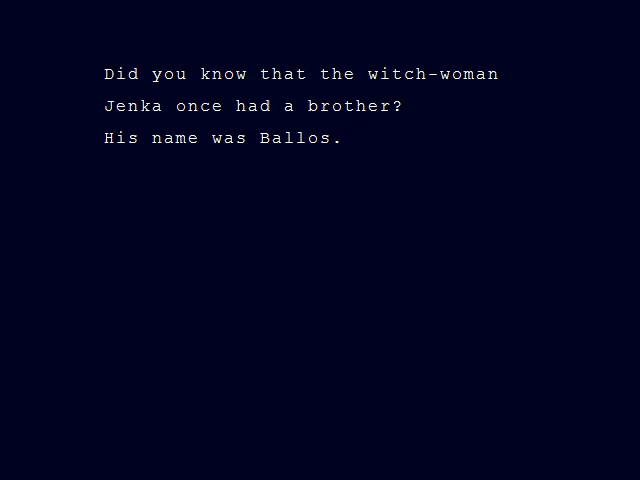 Did you know that the witch-woman
Jenka once had a brother?
His name was Ballos.